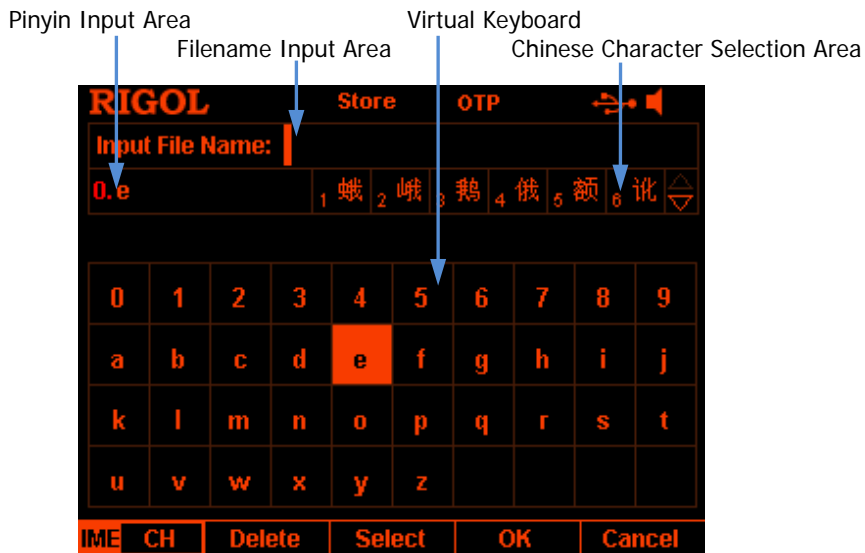 Pinyin Input Area Virtual Keyboard
Filename Input Area Chinese Character Selection Area
RIGOL Store OTP
Input File Name:
0.e 1 蛾 2 峨 3 鹅 4 俄 5 额 6 讹
0 1 2 3 4 5 6 7 8 9
a b c d e f g h i j
k l m n o p q r s t
u v w x y z
IME CH Delete Select OK Cancel